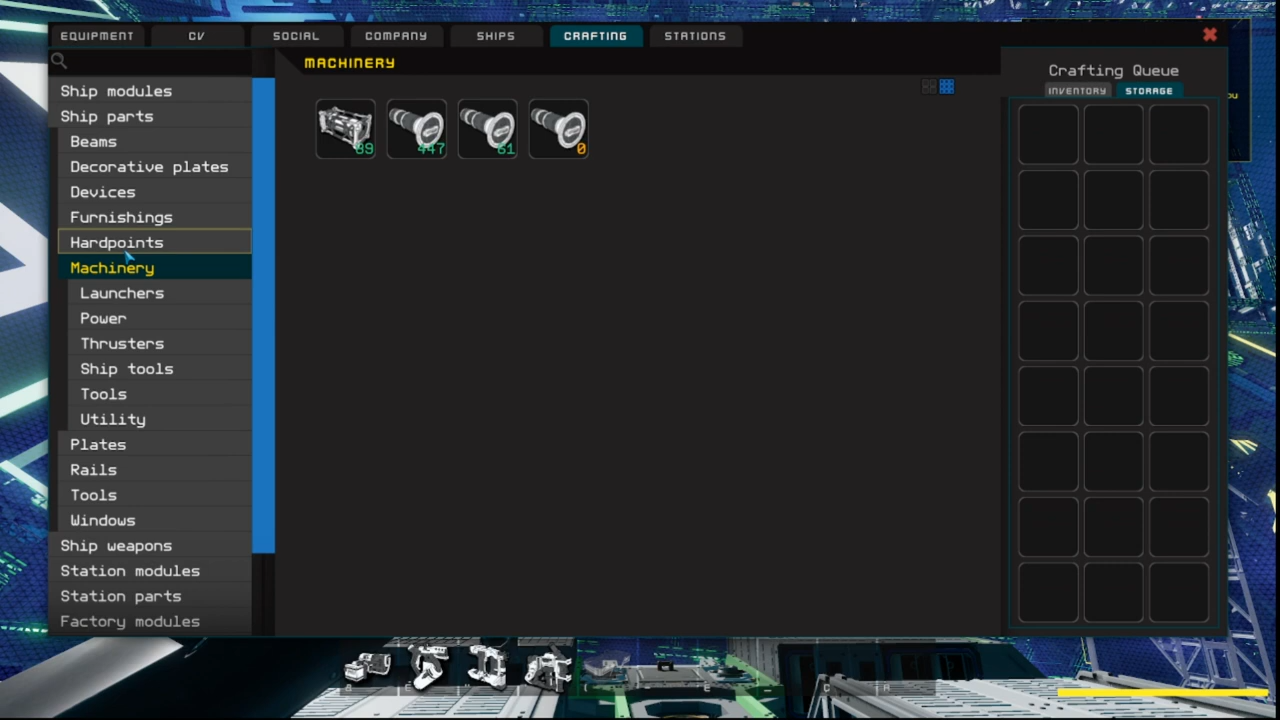 EQUIPMENT CV SOCIAL COMPANY SHIPS CRAFTING STATIONS
MACHINERY
Ship modules
Ship parts
Beams
Decorative plates
Devices
Furnishings
Hardpoints
Machinery
Launchers
Power
Thrusters
Ship tools
Tools
Utility
Plates
Rails
Tools
Windows
Ship weapons
Station modules
Station parts
Factory modules
89 447 61 0
Crafting Queue
INVENTORY STORAGE